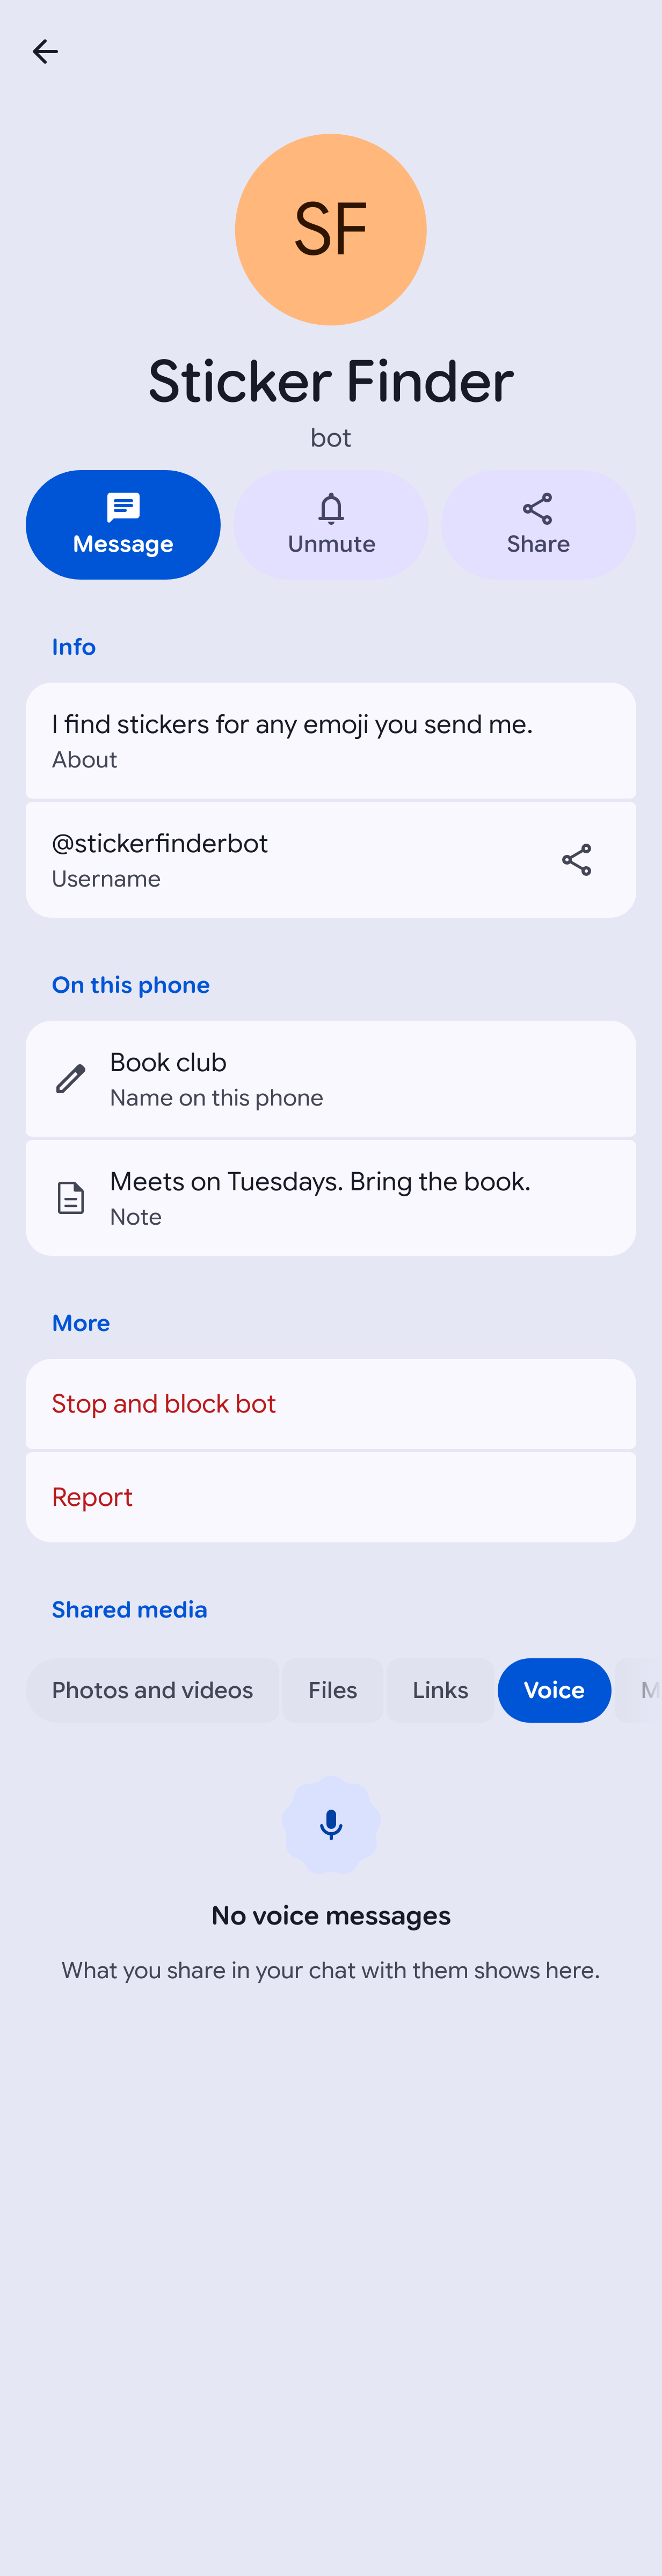 SF
Sticker Finder
bot
Message
Unmute
Share
Info
I find stickers for any emoji you send me.
About
@stickerfinderbot
Username
On this phone
Book club
Name on this phone
Meets on Tuesdays. Bring the book.
Note
More
Stop and block bot
Report
Shared media
Photos and videos
Files
Links
Voice
No voice messages
What you share in your chat with them shows here.